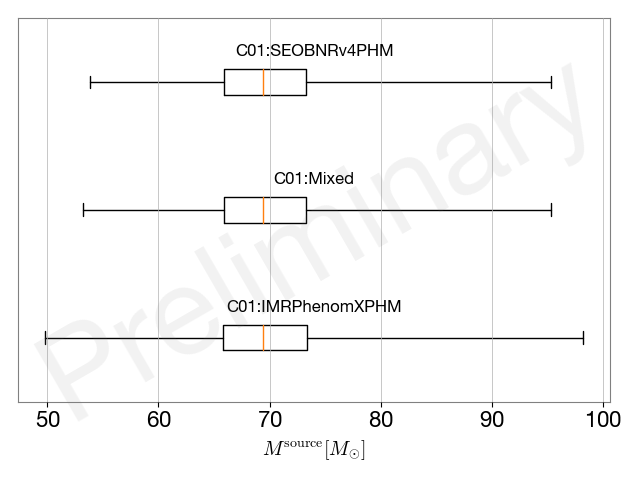 C01:SEOBNRv4PHM
C01:Mixed
C01:IMRPhenomXPHM
Preliminary
50 60 70 80 90 100
M^source[M_⊙]